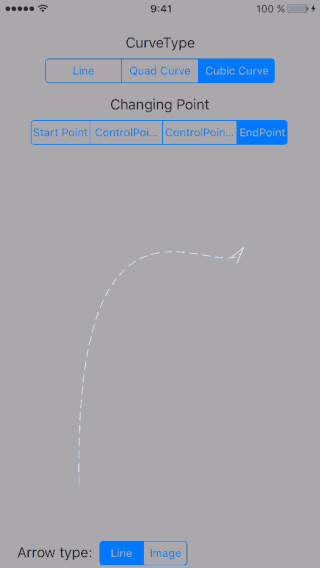 9:41 100 %
CurveType
Line Quad Curve Cubic Curve
Changing Point
Start Point ControlPoi... ControlPoin... EndPoint
Arrow type: Line Image